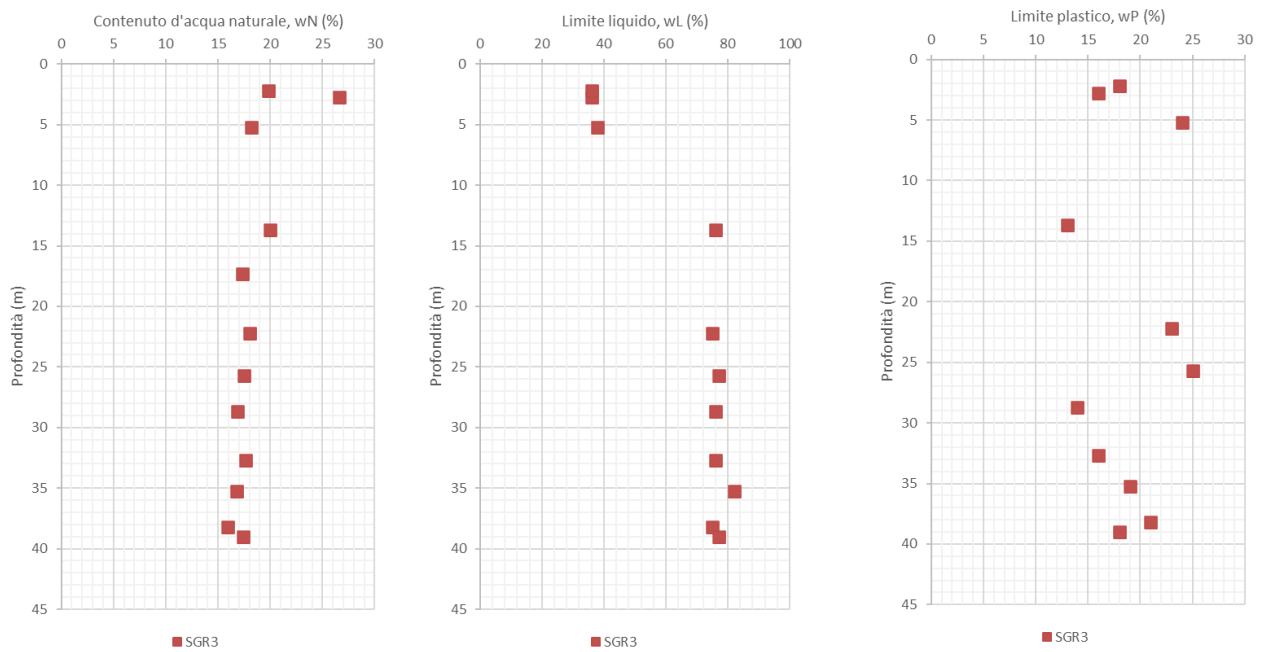 Contenuto d'acqua naturale, wN (%)
0 5 10 15 20 25 30
0
5
10
15
20
25
30
35
40
45
Profondità (m)
SGR3
Limite liquido, wL (%)
0 20 40 60 80 100
0
5
10
15
20
25
30
35
40
45
Profondità (m)
SGR3
Limite plastico, wP (%)
0 5 10 15 20 25 30
0
5
10
15
20
25
30
35
40
45
Profondità (m)
SGR3